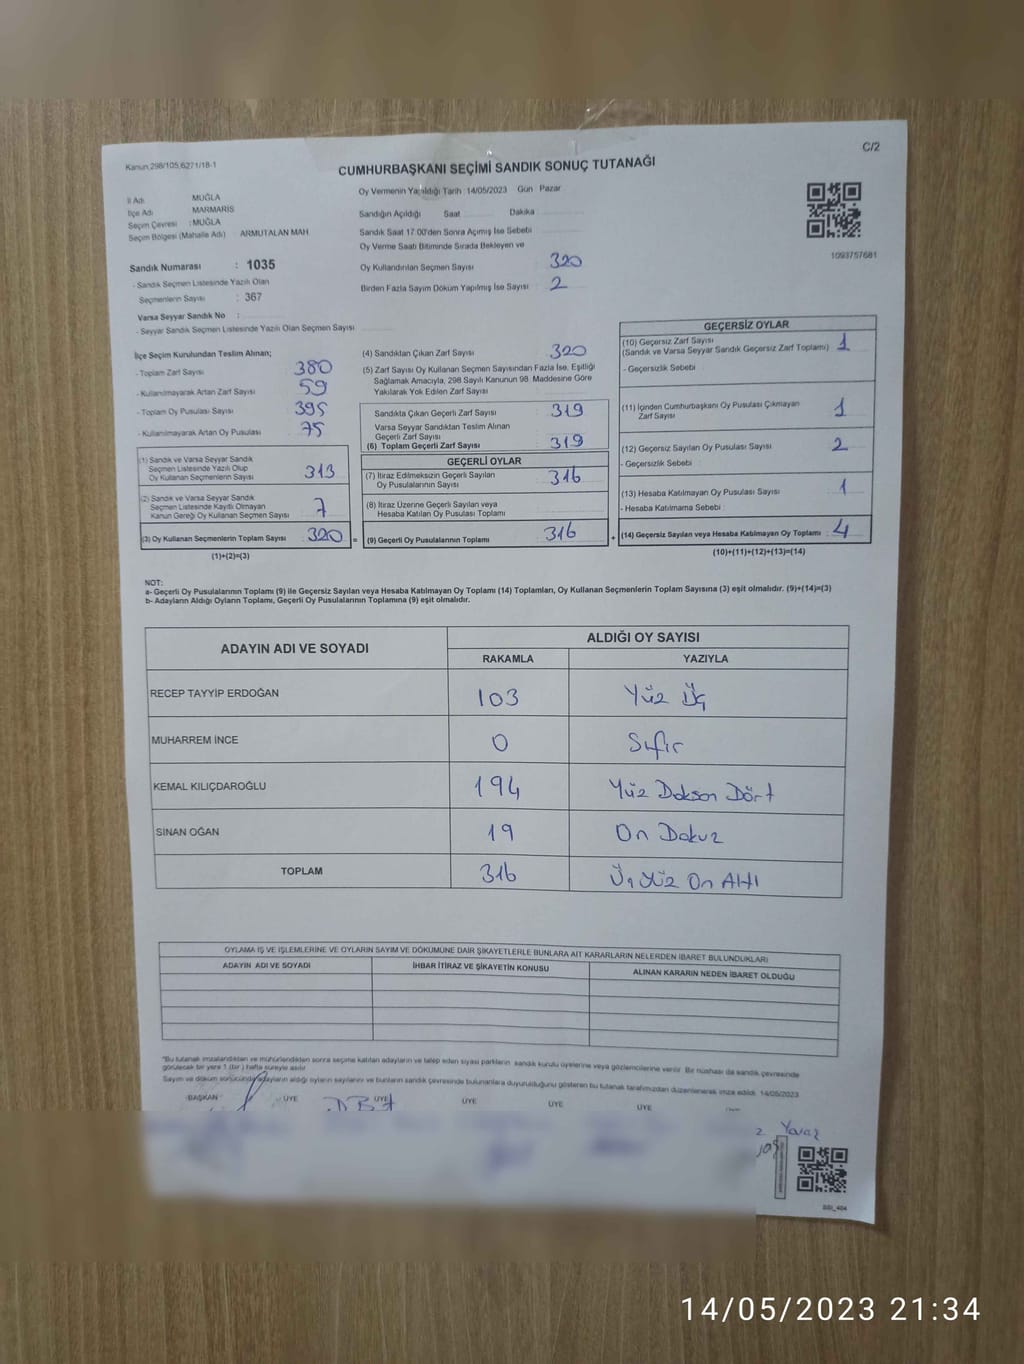 Kanun:298/105,6271/18-1
C/2
CUMHURBAŞKANI SEÇİMİ SANDIK SONUÇ TUTANAĞI
İl Adı MUĞLA
İlçe Adı MARMARİS
Seçim Çevresi : MUĞLA
Seçim Bölgesi (Mahalle Adı) : ARMUTALAN MAH
Oy Vermenin Yapıldığı Tarih :14/05/2023 Gün Pazar
Sandığın Açıldığı Saat Dakika
Sandık Saat 17:00'den Sonra Açımış İse Sebebi
Oy Verme Saati Bitiminde Sırada Bekleyen ve
Oy Kullandırılan Seçmen Sayısı 320
Birden Fazla Sayım Döküm Yapılmış İse Sayısı 2
1093757681
Sandık Numarası : 1035
- Sandık Seçmen Listesinde Yazılı Olan
Seçmenlerin Sayısı : 367
Varsa Seyyar Sandık No :
- Seyyar Sandık Seçmen Listesinde Yazılı Olan Seçmen Sayısı
İlçe Seçim Kurulundan Teslim Alınan;
- Toplam Zarf Sayısı 380
- Kullanılmayarak Artan Zarf Sayısı 59
- Toplam Oy Pusulası Sayısı 395
- Kullanılmayarak Artan Oy Pusulası 75
(1) Sandık ve Varsa Seyyar Sandık
Seçmen Listesinde Yazılı Olup
Oy Kullanan Seçmenlerin Sayısı 313
(2) Sandık ve Varsa Seyyar Sandık
Seçmen Listesinde Kayıtlı Olmayan
Kanun Gereği Oy Kullanan Seçmen Sayısı 7
(3) Oy Kullanan Seçmenlerin Toplam Sayısı 320 =
(1)+(2)=(3)
(4) Sandıktan Çıkan Zarf Sayısı 320
(5) Zarf Sayısı Oy Kullanan Seçmen Sayısından Fazla İse, Eşitliği
Sağlamak Amacıyla, 298 Sayılı Kanunun 98. Maddesine Göre
Yakılarak Yok Edilen Zarf Sayısı
Sandıkta Çıkan Geçerli Zarf Sayısı 319
Varsa Seyyar Sandıktan Teslim Alınan
Geçerli Zarf Sayısı
(6) Toplam Geçerli Zarf Sayısı 319
GEÇERLİ OYLAR
(7) İtiraz Edilmeksizin Geçerli Sayılan
Oy Pusulalarının Sayısı 316
(8) İtiraz Üzerine Geçerli Sayılan veya
Hesaba Katılan Oy Pusulası Toplamı
(9) Geçerli Oy Pusulalarının Toplamı 316 +
GEÇERSİZ OYLAR
(10) Geçersiz Zarf Sayısı
(Sandık ve Varsa Seyyar Sandık Geçersiz Zarf Toplamı) 1
- Geçersizlik Sebebi
(11) İçinden Cumhurbaşkanı Oy Pusulası Çıkmayan
Zarf Sayısı 1
(12) Geçersiz Sayılan Oy Pusulası Sayısı 2
- Geçersizlik Sebebi
(13) Hesaba Katılmayan Oy Pusulası Sayısı 1
- Hesaba Katılmama Sebebi
(14) Geçersiz Sayılan veya Hesaba Katılmayan Oy Toplamı 4
(10)+(11)+(12)+(13)=(14)
NOT:
a- Geçerli Oy Pusulalarının Toplamı (9) ile Geçersiz Sayılan veya Hesaba Katılmayan Oy Toplamı (14) Toplamları, Oy Kullanan Seçmenlerin Toplam Sayısına (3) eşit olmalıdır. (9)+(14)=(3)
b- Adayların Aldığı Oyların Toplamı, Geçerli Oy Pusulalarının Toplamına (9) eşit olmalıdır.
ADAYIN ADI VE SOYADI ALDIĞI OY SAYISI
RAKAMLA YAZIYLA
RECEP TAYYİP ERDOĞAN 103 Yüz Üç
MUHARREM İNCE 0 Sıfır
KEMAL KILIÇDAROĞLU 194 Yüz Doksan Dört
SİNAN OĞAN 19 On Dokuz
TOPLAM 316 Üç Yüz On Altı
OYLAMA İŞ VE İŞLEMLERİNE VE OYLARIN SAYIM VE DÖKÜMÜNE DAİR ŞİKAYETLERLE BUNLARA AİT KARARLARIN NELERDEN İBARET BULUNDUKLARI
ADAYIN ADI VE SOYADI İHBAR İTİRAZ VE ŞİKAYETİN KONUSU ALINAN KARARIN NEDEN İBARET OLDUĞU
"Bu tutanak imzalandıktan ve mühürlendikten sonra seçime katılan adayların ve talep eden siyasi partilerin sandık kurulu üyelerine veya gözlemcilerine verilir. Bir nüshası da sandık çevresinde
görülecek bir yere 1 (bir) hafta süreyle asılır
Sayım ve döküm sonucunda adayların aldığı oyların sayılarını ve bunların sandık çevresinde bulunanlara duyurulduğunu gösteren bu tutanak tarafımızdan düzenlenerek imza edildi. 14/05/2023
BAŞKAN ÜYE ÜYE ÜYE ÜYE ÜYE
2. Yavaş
SSI_404
14/05/2023 21:34